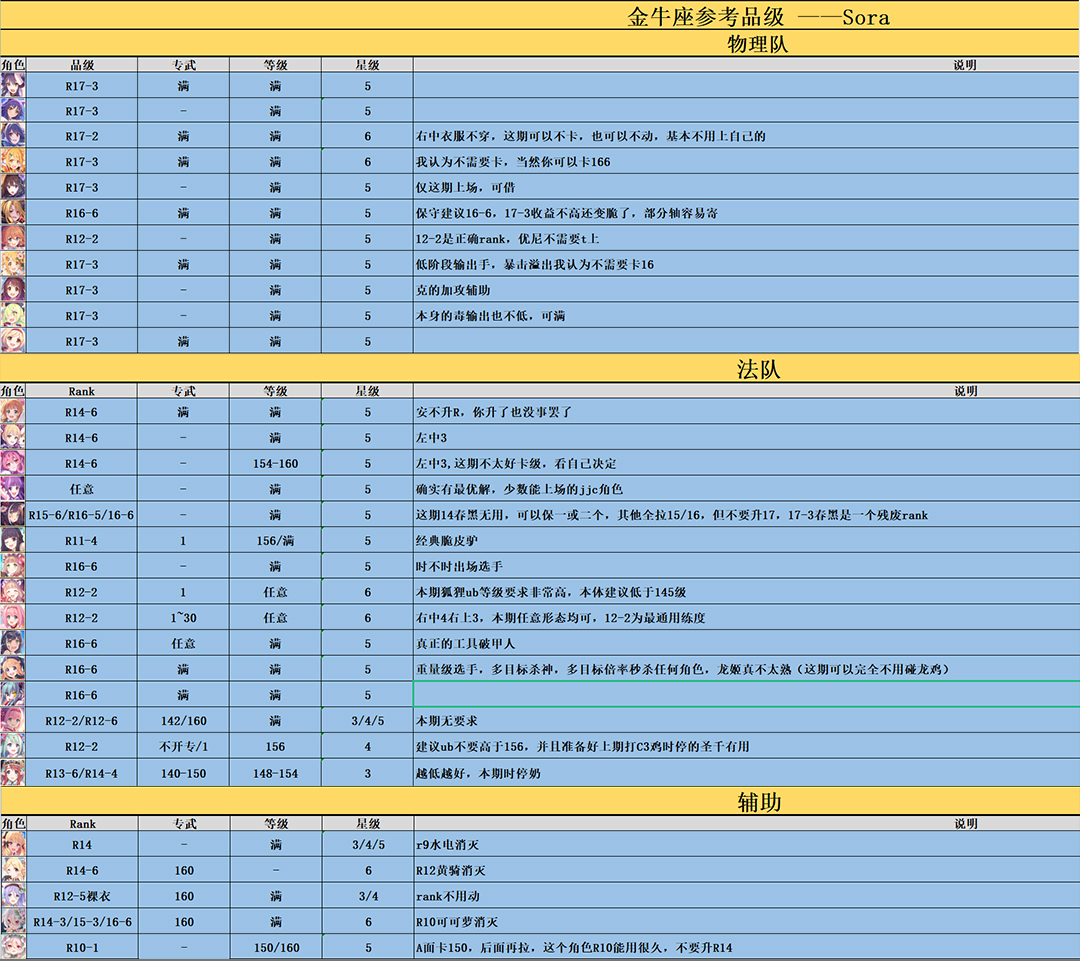 金牛座参考品级 ——Sora
物理队
角色 品级 专武 等级 星级 说明
R17-3 满 满 5
R17-3 - 满 5
R17-2 满 满 6 右中衣服不穿，这期可以不卡，也可以不动，基本不用上自己的
R17-3 满 满 6 我认为不需要卡，当然你可以卡166
R17-3 - 满 5 仅这期上场，可借
R16-6 满 满 5 保守建议16-6，17-3收益不高还变脆了，部分轴容易寄
R12-2 - 满 5 12-2是正确rank，优尼不需要t上
R17-3 满 满 5 低阶段输出手，暴击溢出我认为不需要卡16
R17-3 - 满 5 克的加攻辅助
R17-3 - 满 5 本身的毒输出也不低，可满
R17-3 满 满 5
法队
角色 Rank 专武 等级 星级 说明
R14-6 满 满 5 安不升R，你升了也没事罢了
R14-6 - 满 5 左中3
R14-6 - 154-160 5 左中3,这期不太好卡级，看自己决定
任意 - 满 5 确实有最优解，少数能上场的jjc角色
R15-6/R16-5/16-6 - 满 5 这期14春黑无用，可以保一或二个，其他全拉15/16，但不要升17，17-3春黑是一个残废rank
R11-4 1 156/满 5 经典脆皮驴
R16-6 - 满 5 时不时出场选手
R12-2 1 任意 6 本期狐狸ub等级要求非常高，本体建议低于145级
R12-2 1~30 任意 6 右中4右上3，本期任意形态均可，12-2为最通用练度
R16-6 任意 满 5 真正的工具破甲人
R16-6 满 满 5 重量级选手，多目标杀神，多目标倍率秒杀任何角色，龙姬真不太熟（这期可以完全不用碰龙鸡）
R16-6 满 满 5
R12-2/R12-6 142/160 满 3/4/5 本期无要求
R12-2 不开专/1 156 4 建议ub不要高于156，并且准备好上期打C3鸡时停的圣千有用
R13-6/R14-4 140-150 148-154 3 越低越好，本期时停奶
辅助
角色 Rank 专武 等级 星级 说明
R14 - 满 3/4/5 r9水电消灭
R14-6 160 - 6 R12黄骑消灭
R12-5裸衣 160 满 3/4 rank不用动
R14-3/15-3/16-6 160 满 6 R10可可萝消灭
R10-1 - 150/160 5 A面卡150，后面再拉，这个角色R10能用很久，不要升R14